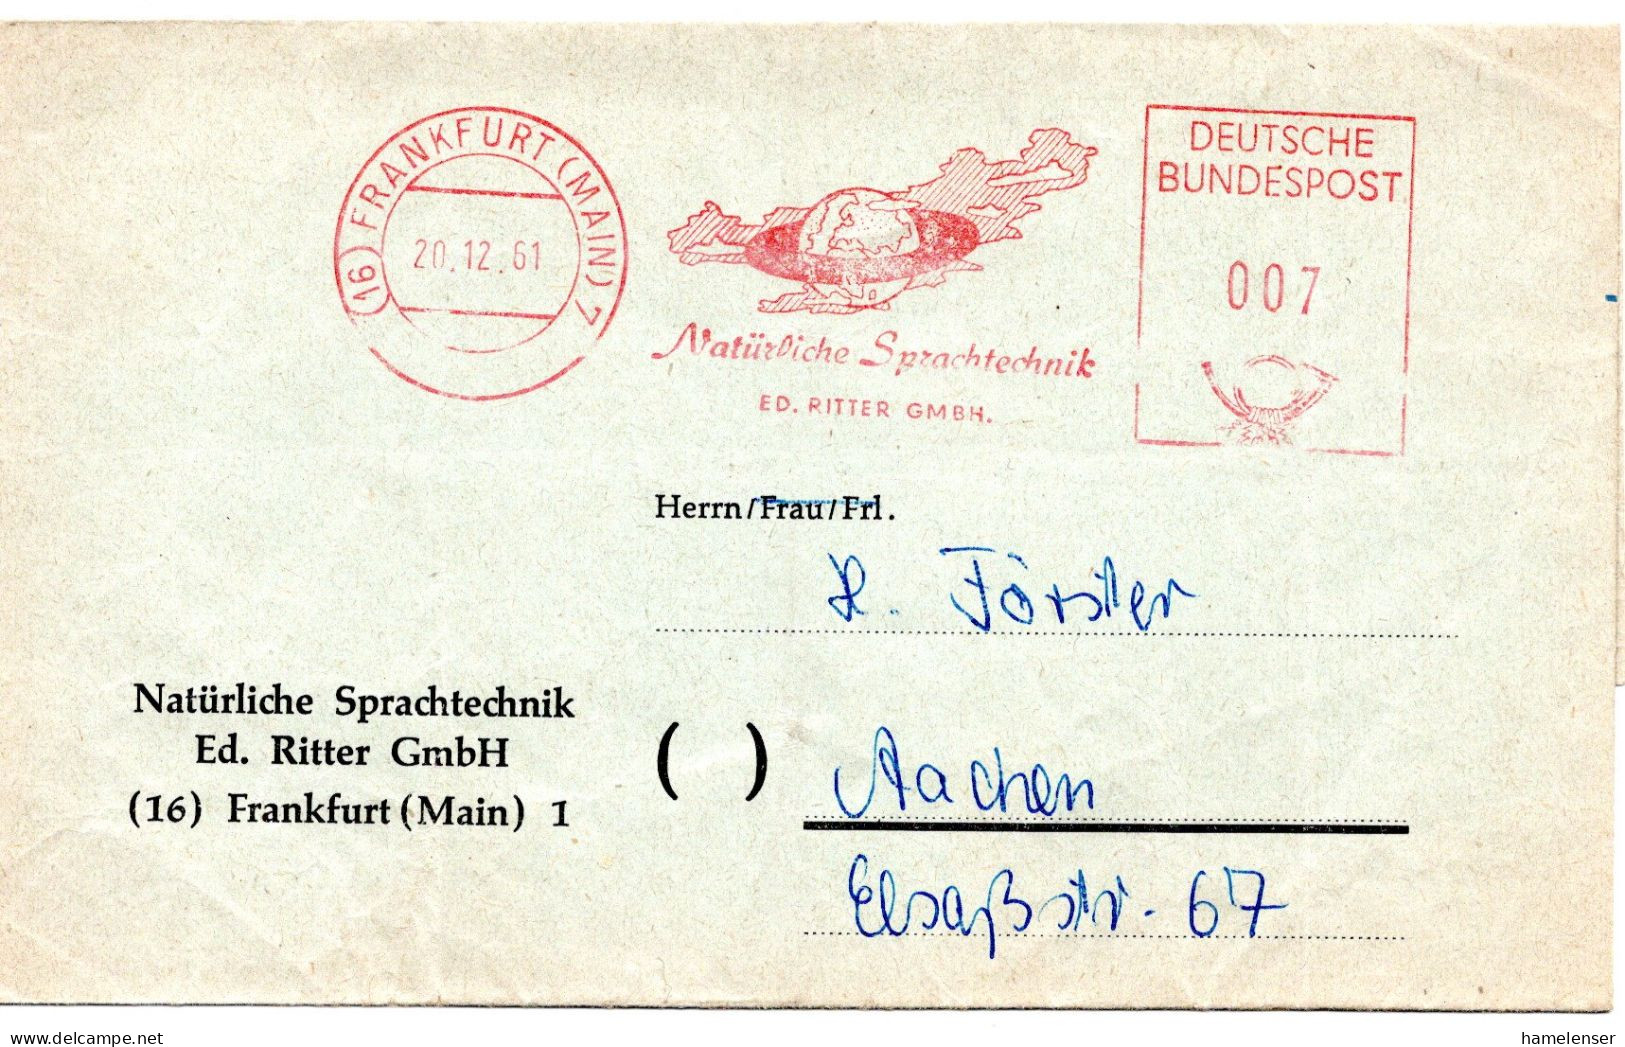 (16) FRANKFURT (MAIN) 7
20.12.61
Natürliche Sprachtechnik
ED. RITTER GMBH.
DEUTSCHE
BUNDESPOST
007
Herrn/Frau/Frl.
H. Förster
Natürliche Sprachtechnik
Ed. Ritter GmbH
(16) Frankfurt (Main) 1
( ) Aachen
Elsaßstr. 67
delcampe.net
hamelenser